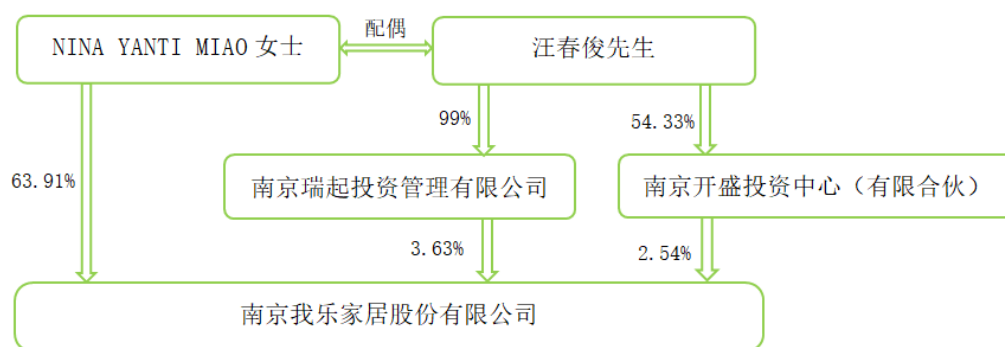 NINA YANTI MIAO 女士
配偶
汪春俊先生
99%
54.33%
63.91%
南京瑞起投资管理有限公司
南京开盛投资中心（有限合伙）
3.63%
2.54%
南京我乐家居股份有限公司